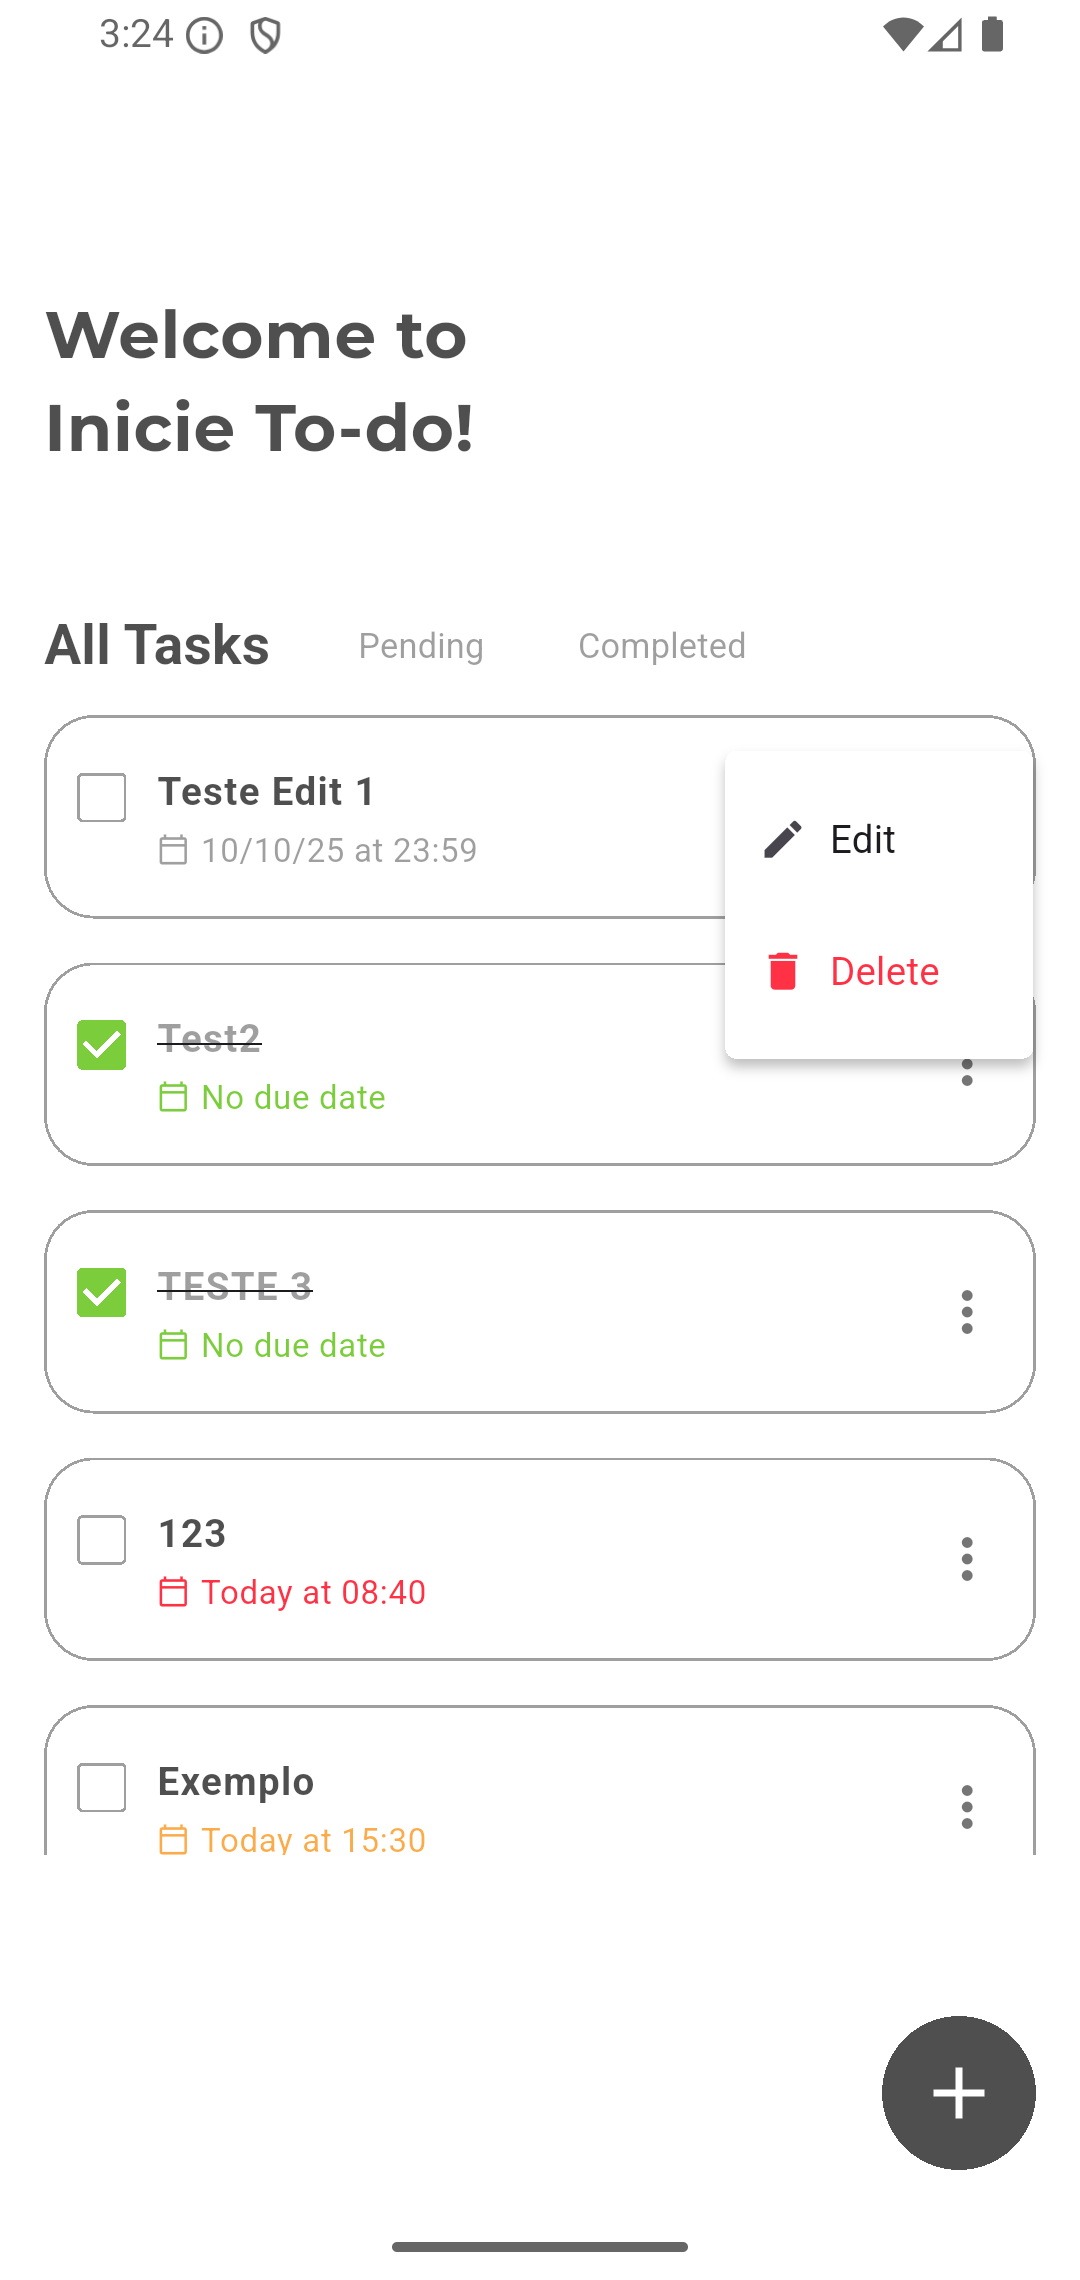 3:24
Welcome to
Inicie To-do!
All Tasks Pending Completed
Teste Edit 1
10/10/25 at 23:59
Edit
Delete
Test2
No due date
TESTE 3
No due date
123
Today at 08:40
Exemplo
Today at 15:30